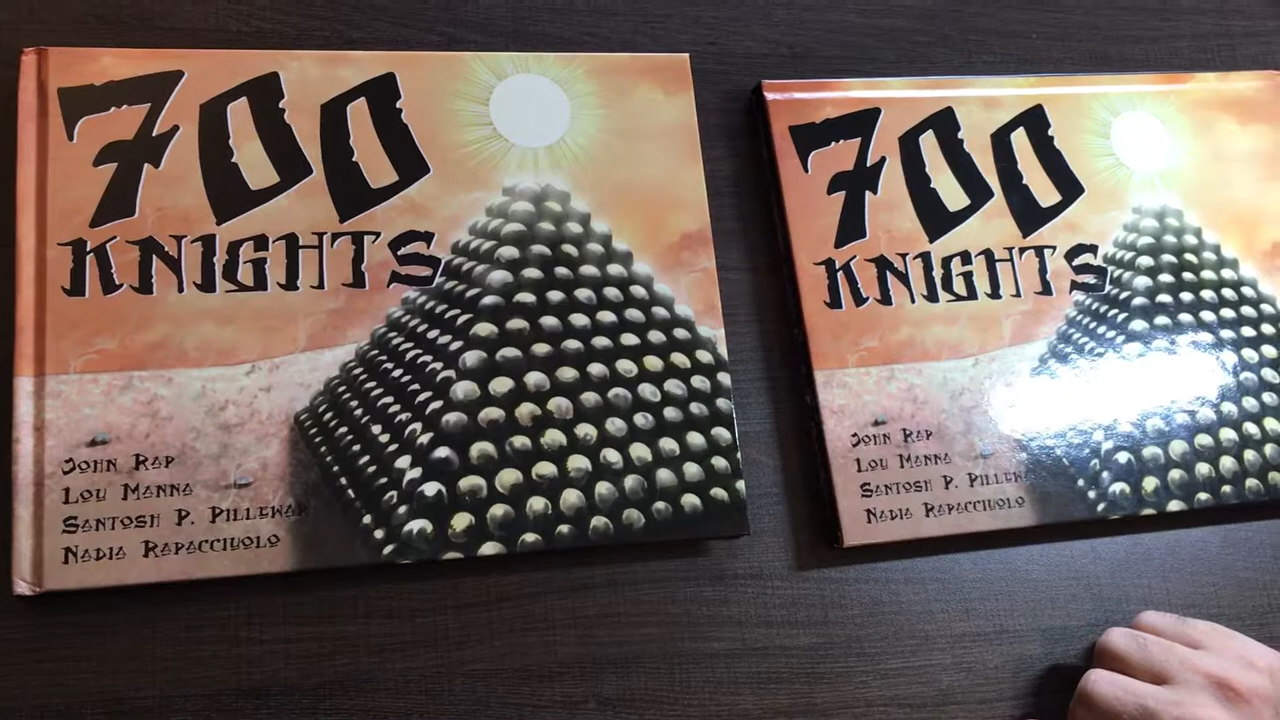 700
KNIGHTS
JOHN RAP
LOU MANNA
SANTOSH P. PILLEWAR
NADIA RAPACCIUOLO
700
KNIGHTS
JOHN RAP
LOU MANNA
SANTOSH P.
NADIA RAPACCIUOLO